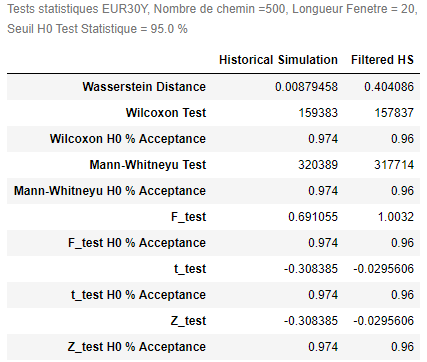 Tests statistiques EUR30Y, Nombre de chemin =500, Longueur Fenetre = 20,
Seuil H0 Test Statistique = 95.0 %
Historical Simulation Filtered HS
Wasserstein Distance 0.00879458 0.404086
Wilcoxon Test 159383 157837
Wilcoxon H0 % Acceptance 0.974 0.96
Mann-Whitneyu Test 320389 317714
Mann-Whitneyu H0 % Acceptance 0.974 0.96
F_test 0.691055 1.0032
F_test H0 % Acceptance 0.974 0.96
t_test -0.308385 -0.0295606
t_test H0 % Acceptance 0.974 0.96
Z_test -0.308385 -0.0295606
Z_test H0 % Acceptance 0.974 0.96